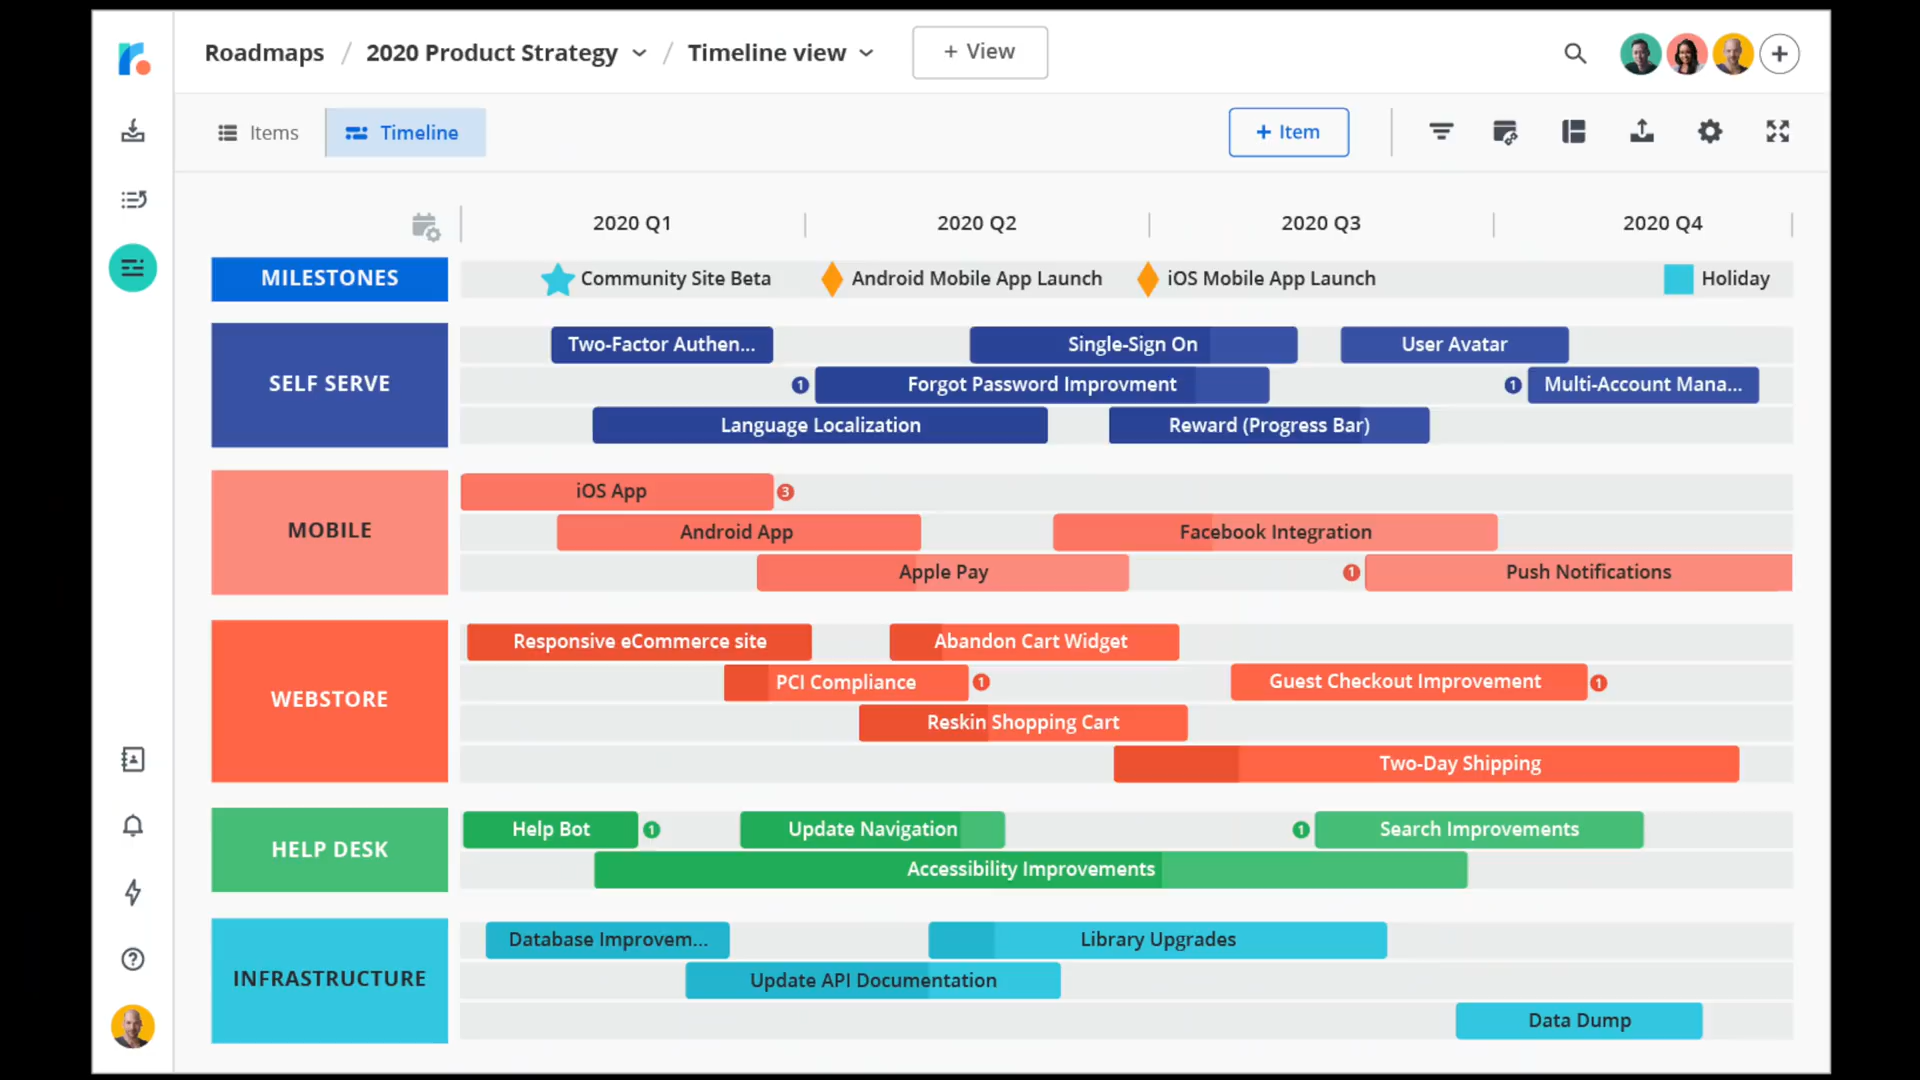 Roadmaps / 2020 Product Strategy / Timeline view + View
Items Timeline + Item
2020 Q1 2020 Q2 2020 Q3 2020 Q4
MILESTONES Community Site Beta Android Mobile App Launch iOS Mobile App Launch Holiday
Two-Factor Authen... Single-Sign On User Avatar
SELF SERVE 1 Forgot Password Improvment 1 Multi-Account Mana...
Language Localization Reward (Progress Bar)
iOS App 3
MOBILE Android App Facebook Integration
Apple Pay 1 Push Notifications
Responsive eCommerce site Abandon Cart Widget
PCI Compliance 1 Guest Checkout Improvement 1
WEBSTORE
Reskin Shopping Cart
Two-Day Shipping
Help Bot 1 Update Navigation 1 Search Improvements
HELP DESK
Accessibility Improvements
Database Improvem... Library Upgrades
INFRASTRUCTURE Update API Documentation
Data Dump